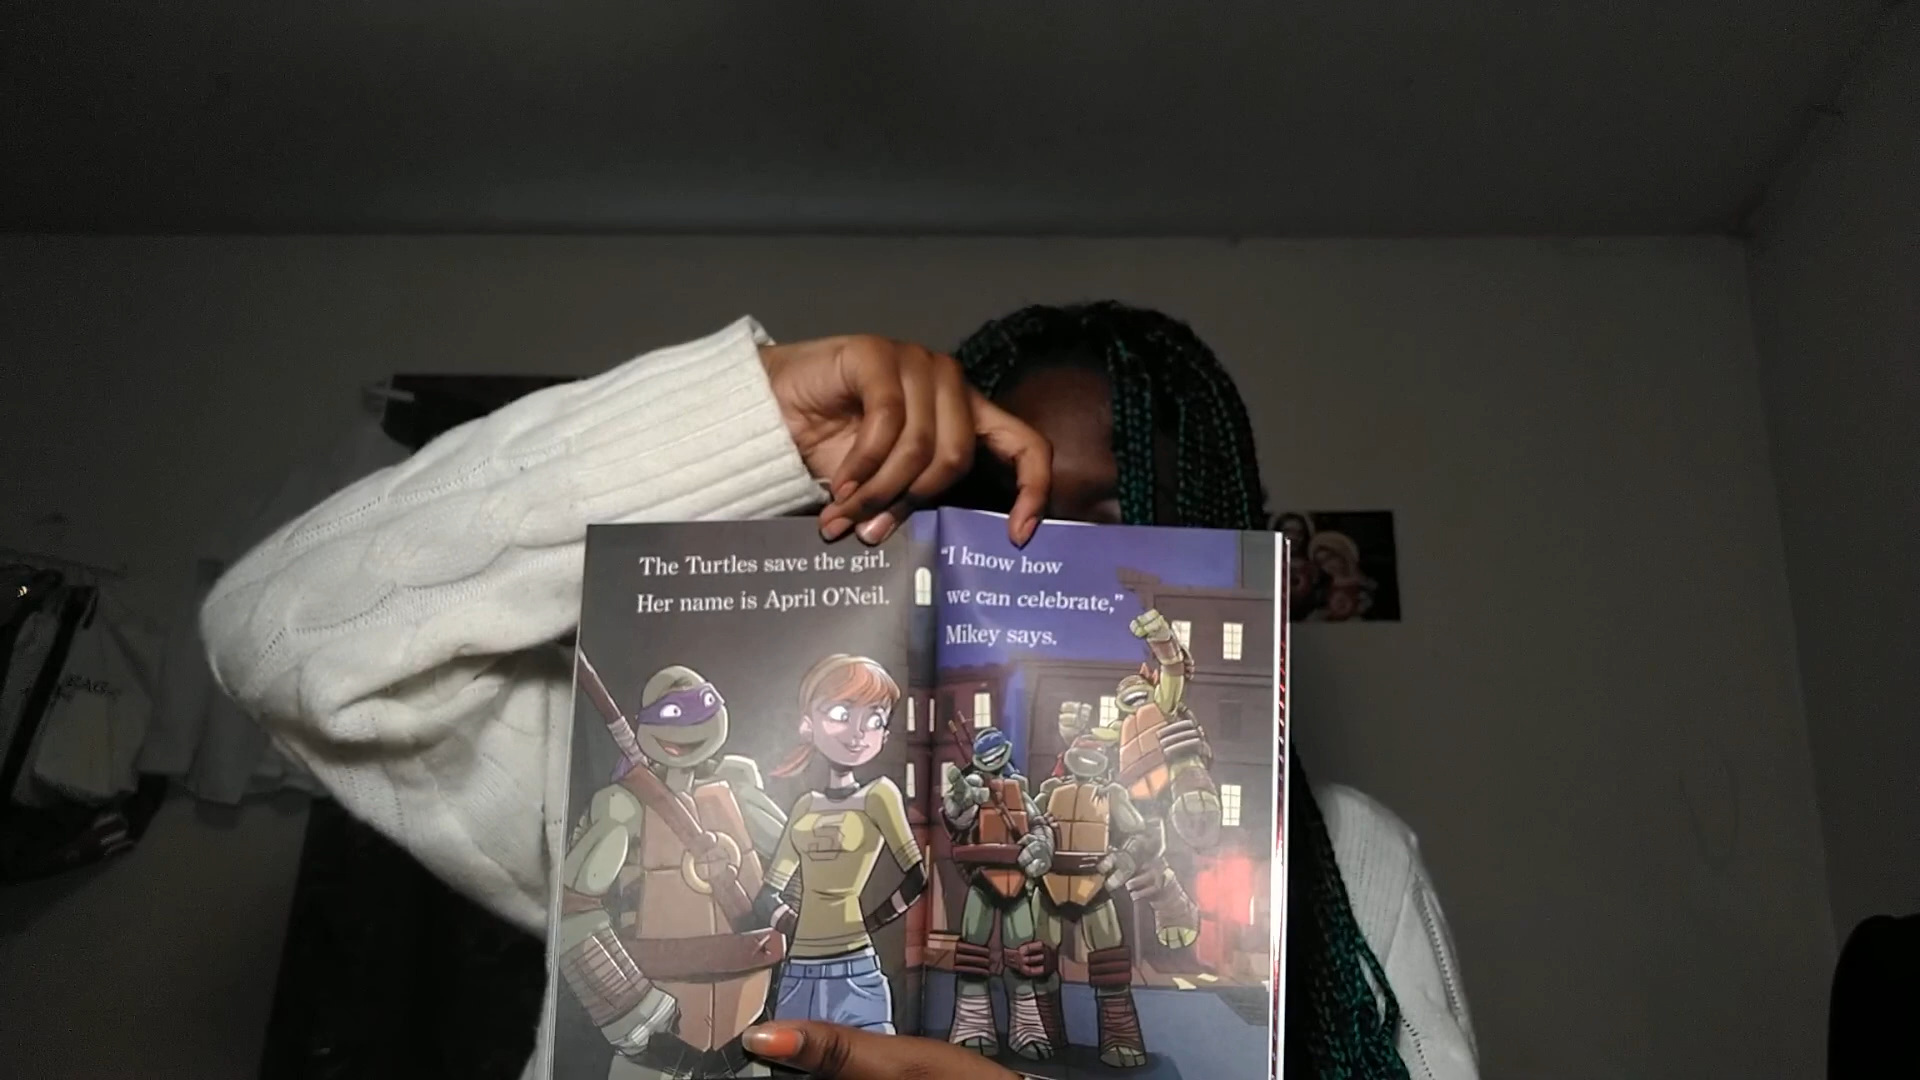 The Turtles save the girl.
Her name is April O'Neil.
"I know how
we can celebrate,"
Mikey says.